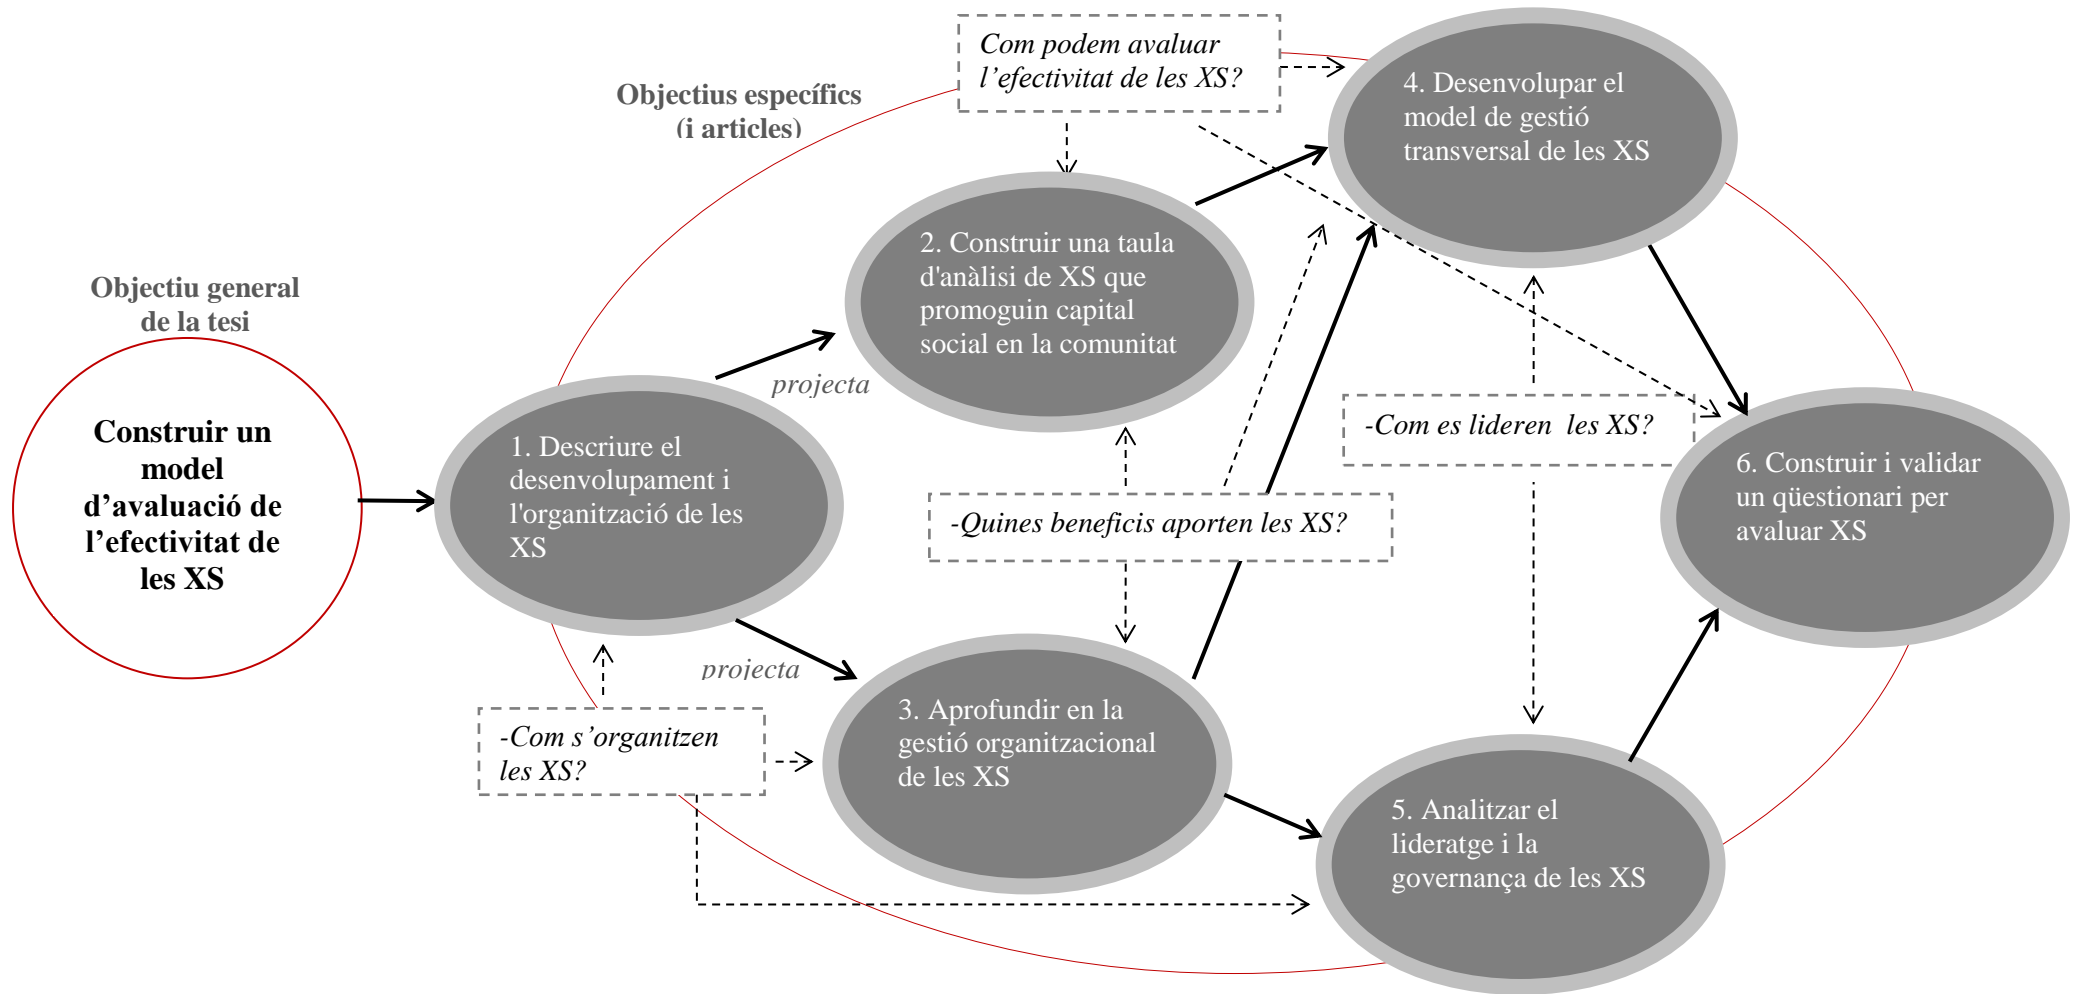 Com podem avaluar
l’efectivitat de les XS?
Objectius específics
(i articles)
4. Desenvolupar el
model de gestió
transversal de les XS
2. Construir una taula
d'anàlisi de XS que
promoguin capital
social en la comunitat
Objectiu general
de la tesi
projecta
Construir un
model
d’avaluació de
l’efectivitat de
les XS
1. Descriure el
desenvolupament i
l'organització de les
XS
-Com es lideren  les XS?
-Quines beneficis aporten les XS?
6. Construir i validar
un qüestionari per
avaluar XS
projecta
-Com s’organitzen
les XS?
3. Aprofundir en la
gestió organitzacional
de les XS
5. Analitzar el
lideratge i la
governança de les XS